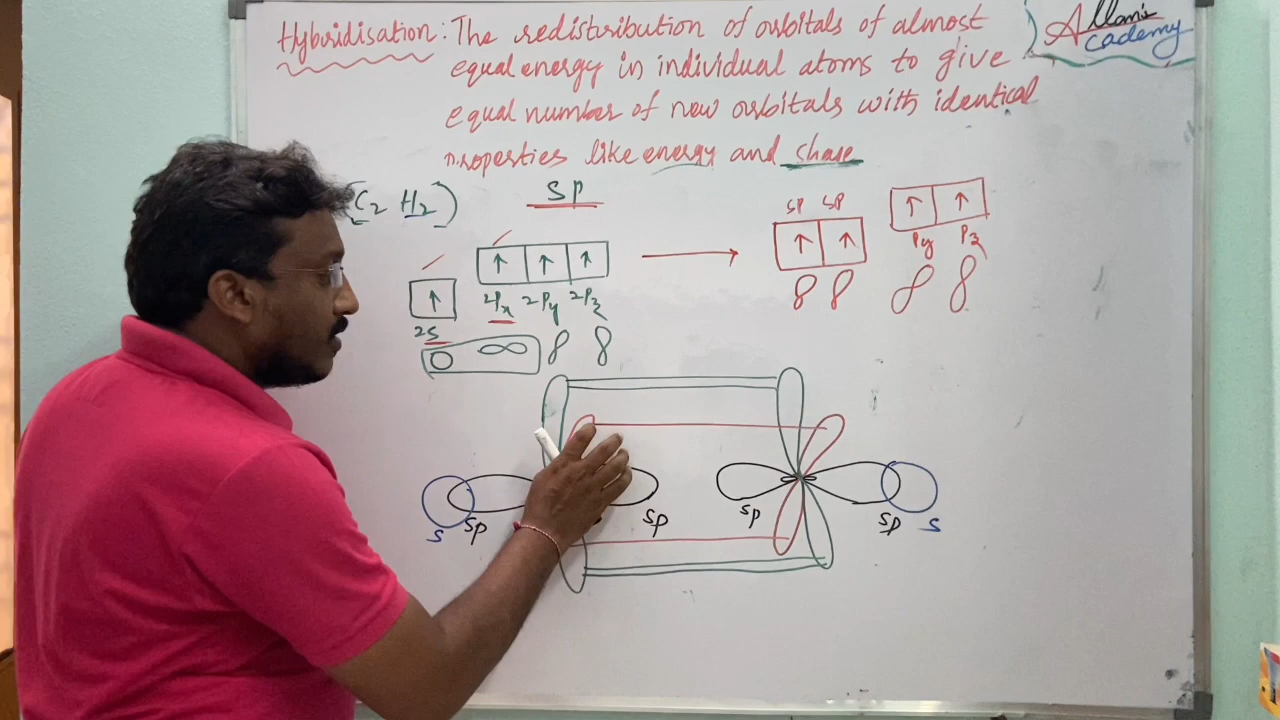 Hybridisation: The redistribution of orbitals of almost
equal energy in individual atoms to give
equal number of new orbitals with identical
properties like energy and shape
Allam's
Academy
(C2 H2)
SP
SP SP
↑ ↑ ↑
↑
↑ ↑
↑ ↑
2S
2Px 2Py 2Pz
Py Pz
S
SP
SP
SP
SP
S